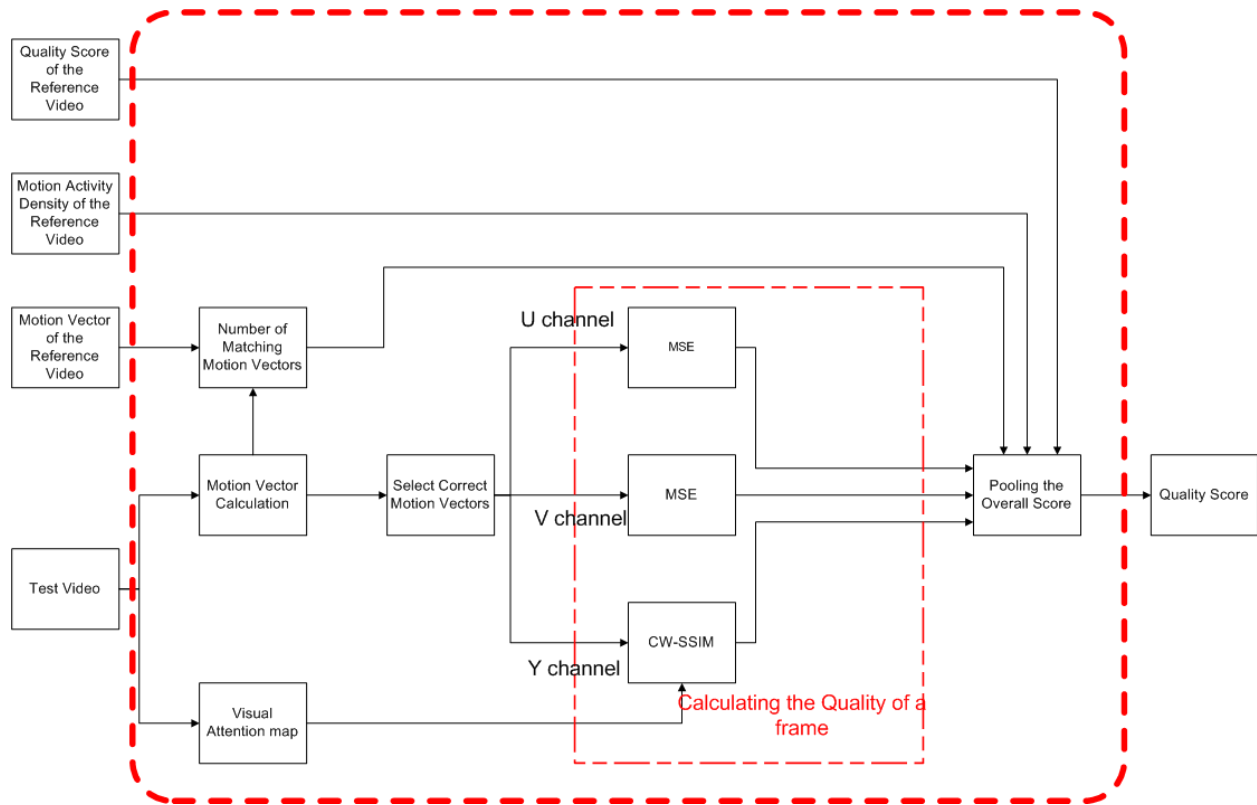 Quality Score
of the
Reference
Video
Motion Activity
Density of the
Reference
Video
Motion Vector
of the
Reference
Video
Number of
Matching
Motion Vectors
U channel
MSE
Motion Vector
Calculation
Select Correct
Motion Vectors
V channel
MSE
Pooling the
Overall Score
Quality Score
Test Video
Y channel
CW-SSIM
Visual
Attention map
Calculating the Quality of a
frame